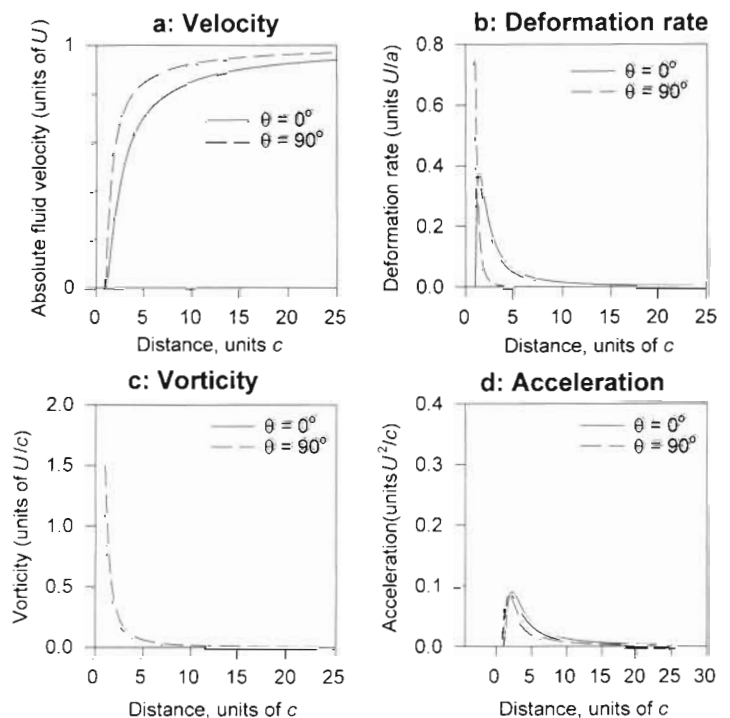 a: Velocity
Absolute fluid velocity (units of U)
1
0
θ = 0°
θ = 90°
0 5 10 15 20 25
Distance, units c
b: Deformation rate
Deformation rate (units U/a)
0.8
0.6
0.4
0.2
0.0
θ = 0°
θ = 90°
0 5 10 15 20 25
Distance, units of c
c: Vorticity
Vorticity (units of U/c)
2.0
1.5
1.0
0.5
0.0
θ = 0°
θ = 90°
0 5 10 15 20 25
Distance, units of c
d: Acceleration
Acceleration(units U²/c)
0.4
0.3
0.2
0.1
0.0
θ = 0°
θ = 90°
0 5 10 15 20 25 30
Distance, units of c